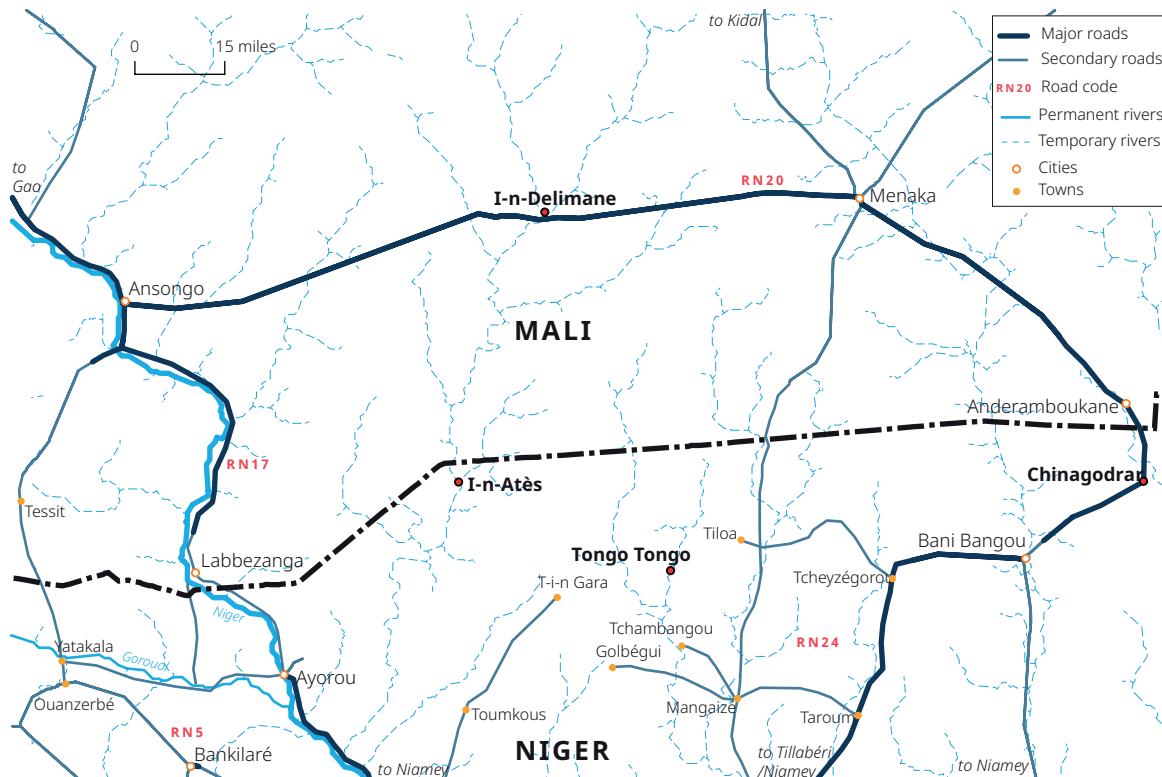 to Kidal
0 15 miles
Major roads
Secondary roads
RN20 Road code
Permanent rivers
Temporary rivers
Cities
Towns
to
Gao
RN20
I-n-Delimane
Menaka
Ansongo
MALI
Anderamboukane
RN17
Chinagodrar
I-n-Atès
Tessit
Tiloa
Bani Bangou
Labbezanga
Tongo Tongo
Tcheyzégorou
T-i-n Gara
Niger
Tchambangou
RN24
Golbégui
Yatakala
Gorouol
Ayorou
Ouanzerbé
Mangaizé
Toumkous
Taroum
RN5
Bankilaré
NIGER
to Niamey
to Tillabéri
/Niamey
to Niamey